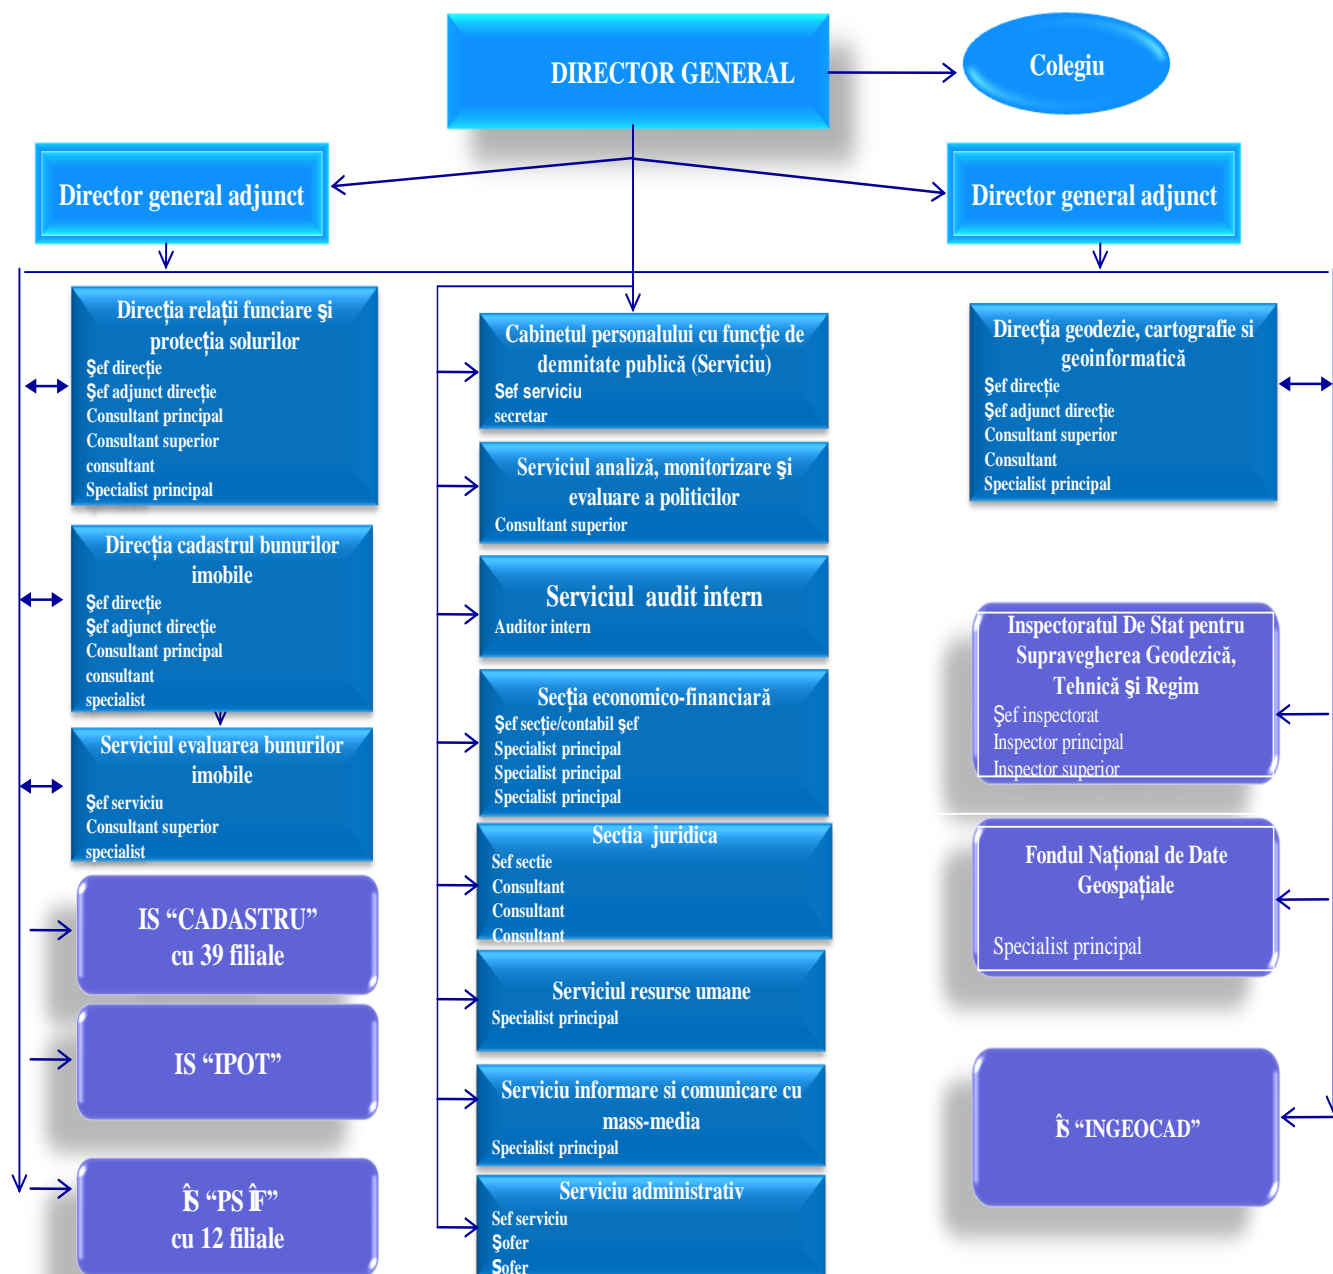 DIRECTOR GENERAL
Colegiu
Director general adjunct
Director general adjunct
Direcția relații funciare și
protecția solurilor
Şef direcție
Şef adjunct direcție
Consultant principal
Consultant superior
consultant
Specialist principal
Direcția cadastrul bunurilor
imobile
Şef direcție
Şef adjunct direcție
Consultant principal
consultant
specialist
Serviciul evaluarea bunurilor
imobile
Şef serviciu
Consultant superior
specialist
IS “CADASTRU”
cu 39 filiale
IS “IPOT”
ÎS “PS ÎF”
cu 12 filiale
Cabinetul personalului cu funcție de
demnitate publică (Serviciu)
Sef serviciu
secretar
Serviciul analiză, monitorizare şi
evaluare a politicilor
Consultant superior
Serviciul audit intern
Auditor intern
Secția economico-financiară
Şef secție/contabil şef
Specialist principal
Specialist principal
Specialist principal
Sectia juridica
Sef sectie
Consultant
Consultant
Consultant
Serviciul resurse umane
Specialist principal
Serviciu informare si comunicare cu
mass-media
Specialist principal
Serviciu administrativ
Sef serviciu
Şofer
Şofer
Direcția geodezie, cartografie si
geoinformatică
Şef direcție
Şef adjunct direcție
Consultant superior
Consultant
Specialist principal
Inspectoratul De Stat pentru
Supravegherea Geodezică,
Tehnică şi Regim
Şef inspectorat
Inspector principal
Inspector superior
Fondul Național de Date
Geospațiale
Specialist principal
ÎS “INGEOCAD”